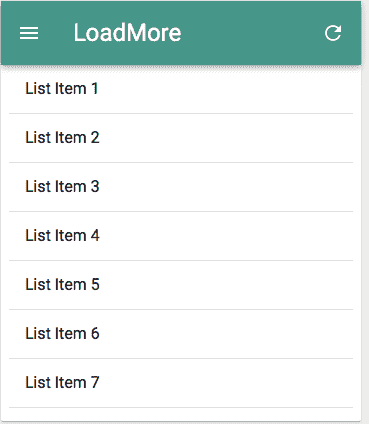 LoadMore
List Item 1
List Item 2
List Item 3
List Item 4
List Item 5
List Item 6
List Item 7